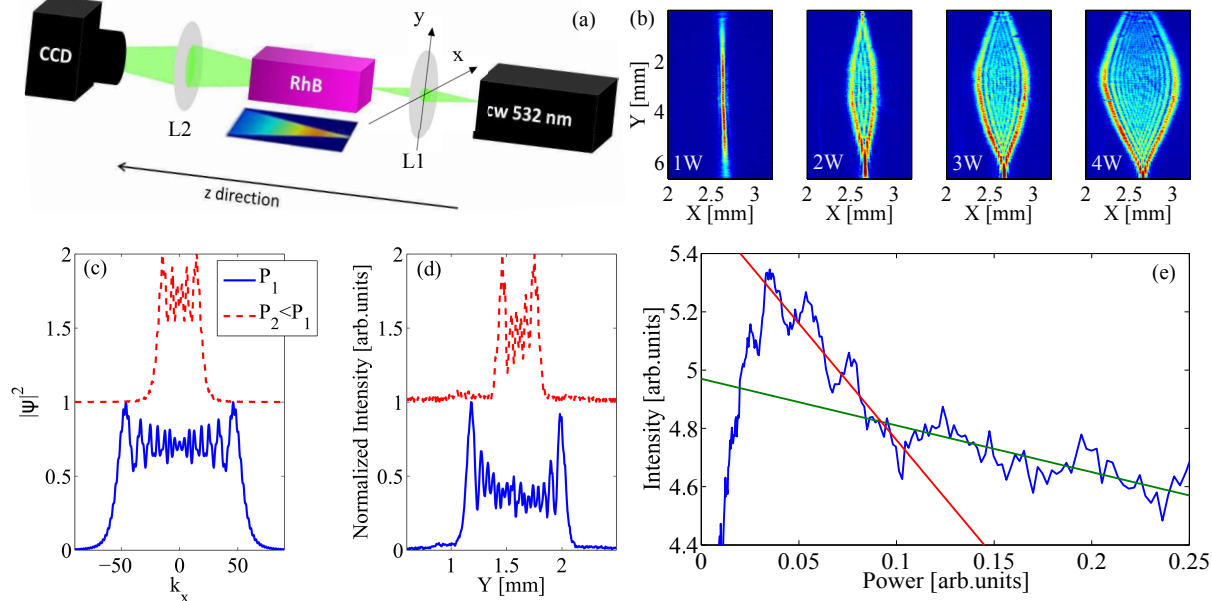 (a)
CCD
L2
RhB
y
x
L1
cw 532 nm
z direction
(b)
Y [mm]
2
4
6
1W
2W
3W
4W
2 2.5 3
2 2.5 3
2 2.5 3
2 2.5 3
X [mm]
X [mm]
X [mm]
X [mm]
(c)
P1
P2<P1
|ψ|2
2
1.5
1
0.5
0
−50 0 50
kx
(d)
Normalized Intensity [arb.units]
2
1.5
1
0.5
0
1 1.5 2
Y [mm]
(e)
Intensity [arb.units]
5.4
5.2
5
4.8
4.6
4.4
0 0.05 0.1 0.15 0.2 0.25
Power [arb.units]